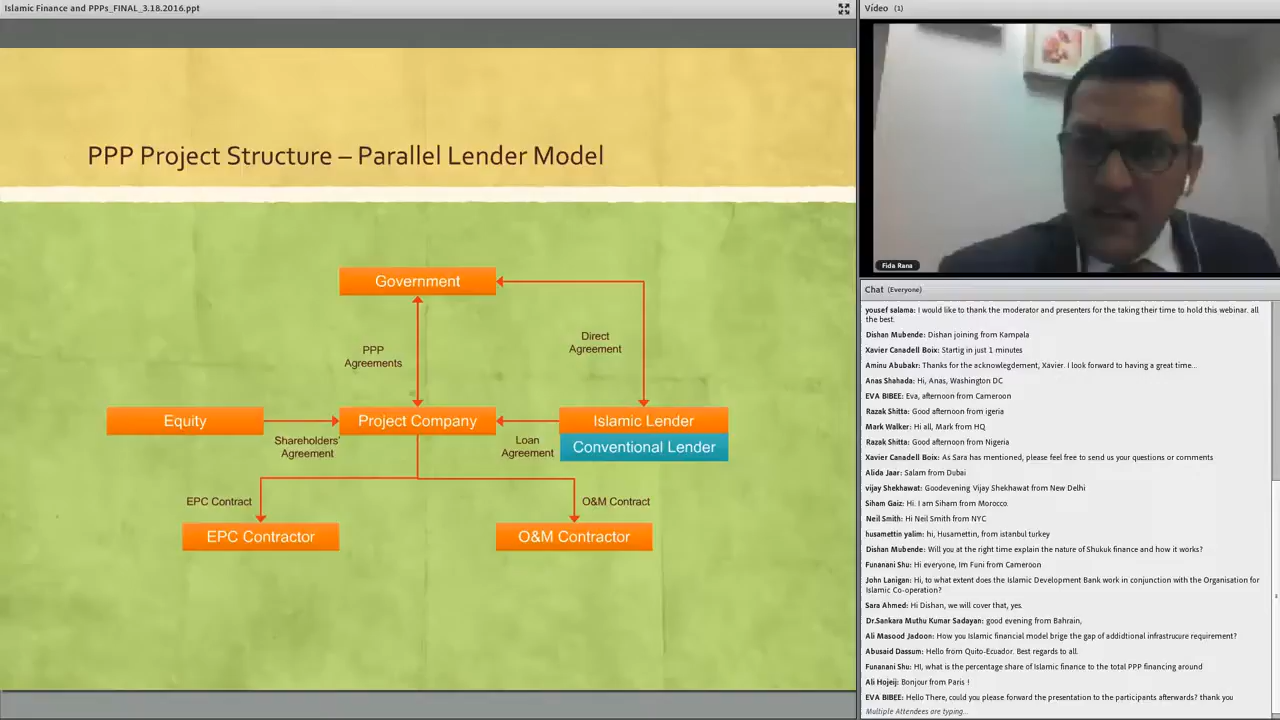 Islamic Finance and PPPs_FINAL_3.18.2016.ppt
PPP Project Structure – Parallel Lender Model
Government
PPP
Agreements
Direct
Agreement
Equity
Project Company
Islamic Lender
Conventional Lender
Shareholders'
Agreement
Loan
Agreement
EPC Contract
O&M Contract
EPC Contractor
O&M Contractor
Vídeo (1)
Fida Rana
Chat (Everyone)
yousef salama: I would like to thank the moderator and presenters for the taking their time to hold this webinar. all
the best.
Dishan Mubende: Dishan joining from Kampala
Xavier Canadell Boix: Startig in just 1 minutes
Aminu Abubakr: Thanks for the acknowlegdement, Xavier. I look forward to having a great time...
Anas Shahada: Hi, Anas, Washington DC
EVA BIBEE: Eva, afternoon from Cameroon
Razak Shitta: Good afternoon from igeria
Mark Walker: Hi all, Mark from HQ
Razak Shitta: Good afternoon from Nigeria
Xavier Canadell Boix: As Sara has mentioned, please feel free to send us your questions or comments
Alida Jaar: Salam from Dubai
vijay Shekhawat: Goodevening Vijay Shekhawat from New Delhi
Siham Gaiz: Hi. I am Siham from Morocco.
Neil Smith: Hi Neil Smith from NYC.
husamettin yalim: hi, Husamettin, from istanbul turkey
Dishan Mubende: Will you at the right time explain the nature of Shukuk finance and how it works?
Funanani Shu: Hi everyone, Im Funi from Cameroon
John Lanigan: Hi, to what extent does the Islamic Development Bank work in conjunction with the Organisation for
Islamic Co-operation?
Sara Ahmed: Hi Dishan, we will cover that, yes.
Dr.Sankara Muthu Kumar Sadayan: good evening from Bahrain,
Ali Masood Jadoon: How you Islamic financial model brige the gap of addidtional infrastrucure requirement?
Abusaid Dassum: Hello from Quito-Ecuador. Best regards to all.
Funanani Shu: HI, what is the percentage share of Islamic finance to the total PPP financing around
Ali Hojeij: Bonjour from Paris !
EVA BIBEE: Hello There, could you please forward the presentation to the participants afterwards? thank you
Multiple Attendees are typing...